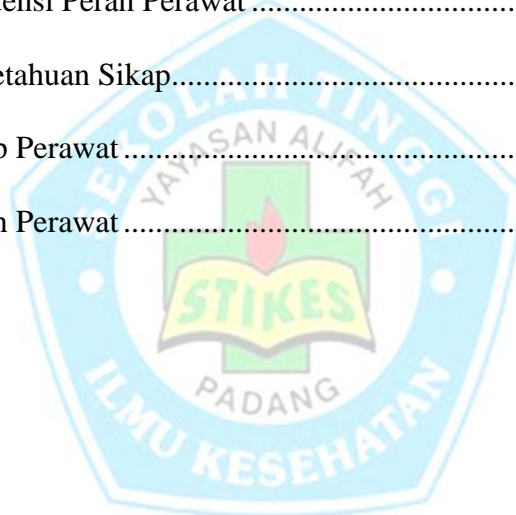 ensi Peran Perawat ....................................
etahuan Sikap..............................................
p Perawat ....................................................
n Perawat ....................................................
SEKOLAH TINGGI
YAYASAN ALIFAH
STIKES
PADANG
ILMU KESEHATAN